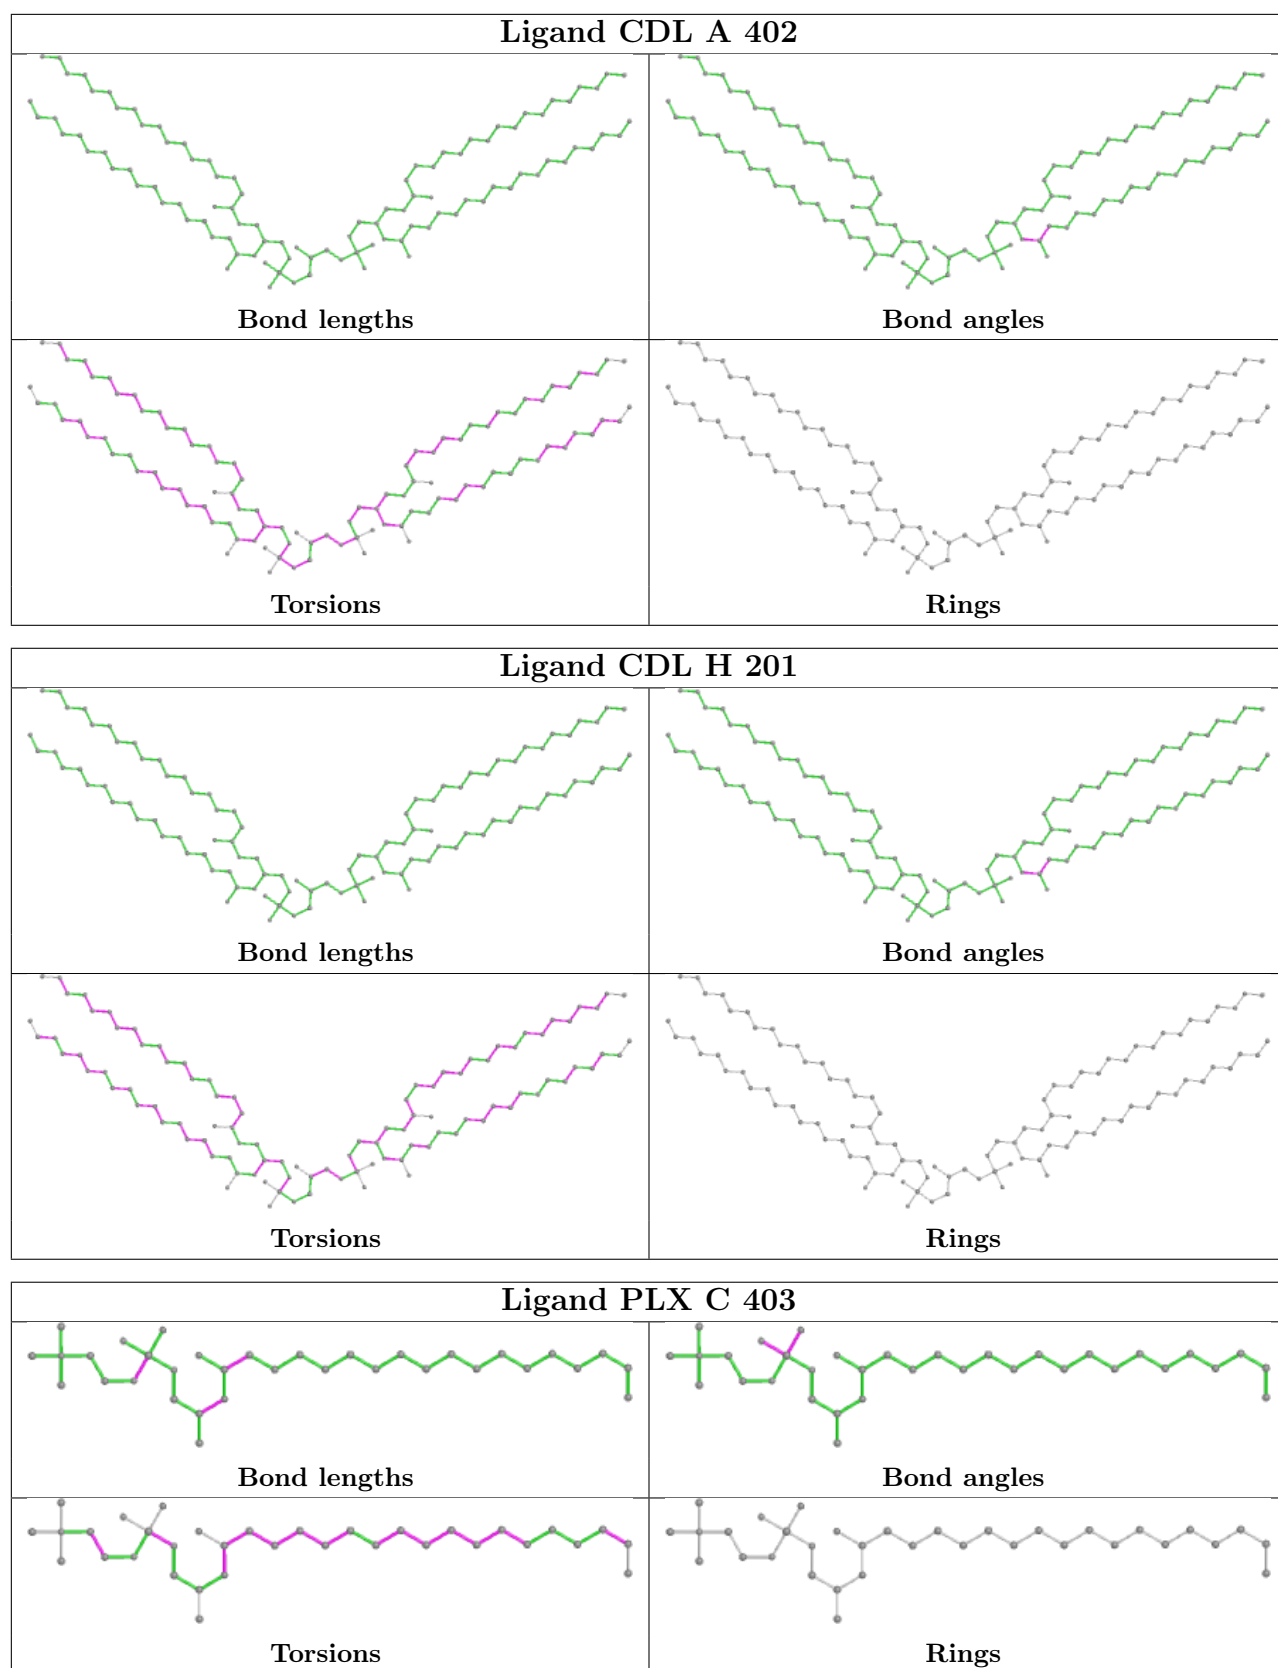 Ligand CDL A 402
Bond lengths
Bond angles
Torsions
Rings
Ligand CDL H 201
Bond lengths
Bond angles
Torsions
Rings
Ligand PLX C 403
Bond lengths
Bond angles
Torsions
Rings